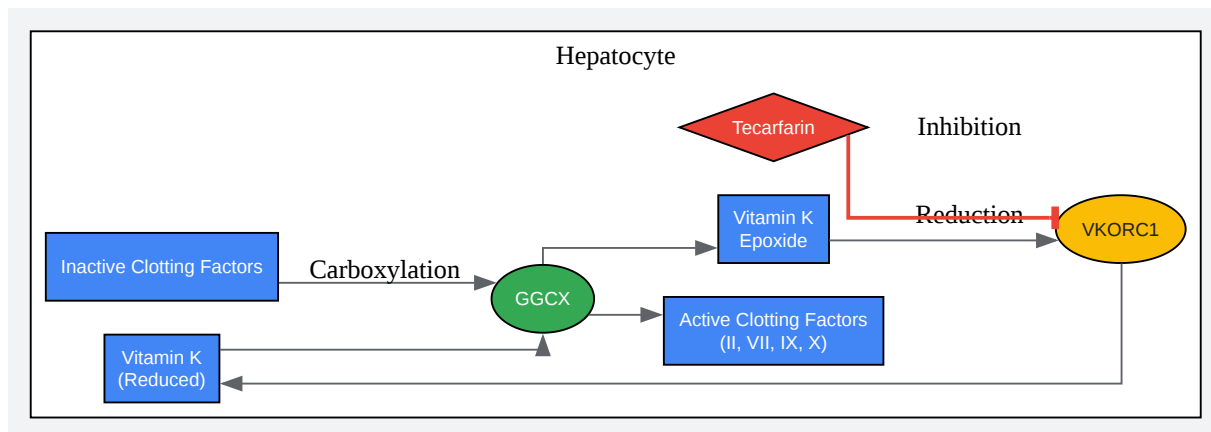 Hepatocyte
Tecarfarin
Inhibition
Vitamin K
Epoxide
Reduction
VKORC1
Inactive Clotting Factors
Carboxylation
GGCX
Active Clotting Factors
(II, VII, IX, X)
Vitamin K
(Reduced)